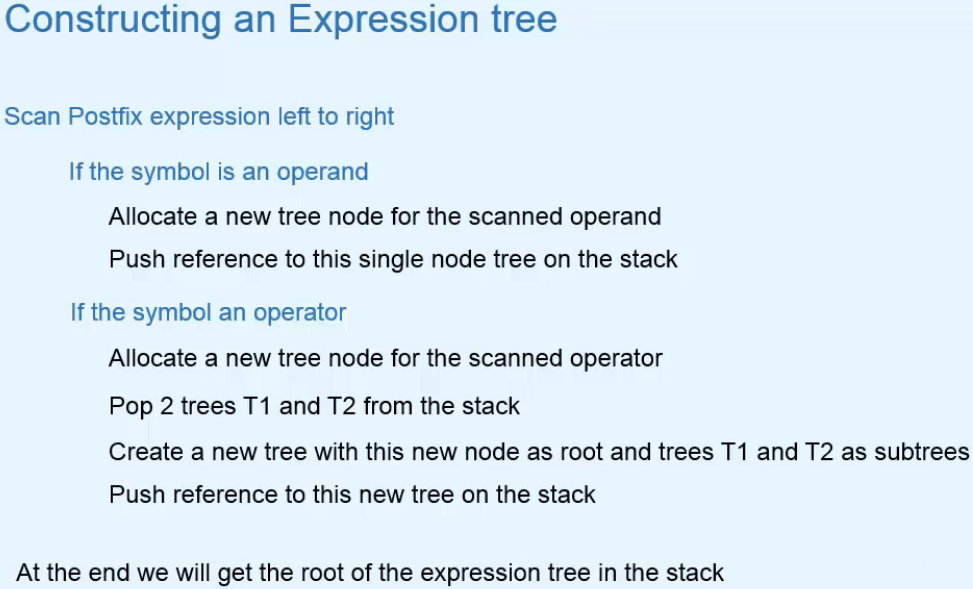 Constructing an Expression tree
Scan Postfix expression left to right
If the symbol is an operand
Allocate a new tree node for the scanned operand
Push reference to this single node tree on the stack
If the symbol an operator
Allocate a new tree node for the scanned operator
Pop 2 trees T1 and T2 from the stack
Create a new tree with this new node as root and trees T1 and T2 as subtrees
Push reference to this new tree on the stack
At the end we will get the root of the expression tree in the stack